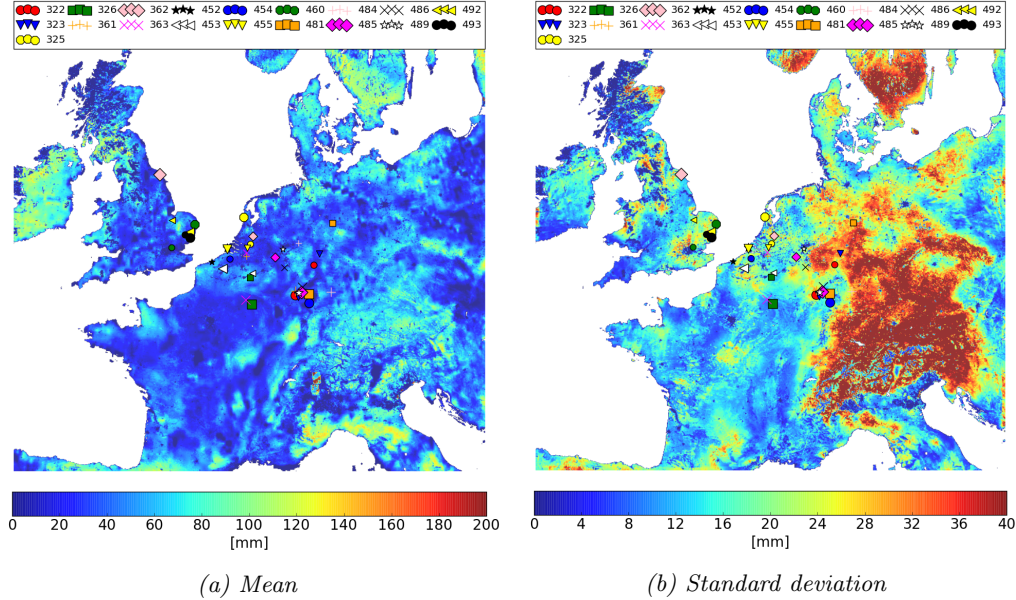 322 326 362 452 454 460 484 486 492
323 361 363 453 455 481 485 489 493
325
322 326 362 452 454 460 484 486 492
323 361 363 453 455 481 485 489 493
325
0 20 40 60 80 100 120 140 160 180 200
[mm]
0 4 8 12 16 20 24 28 32 36 40
[mm]
(a) Mean
(b) Standard deviation